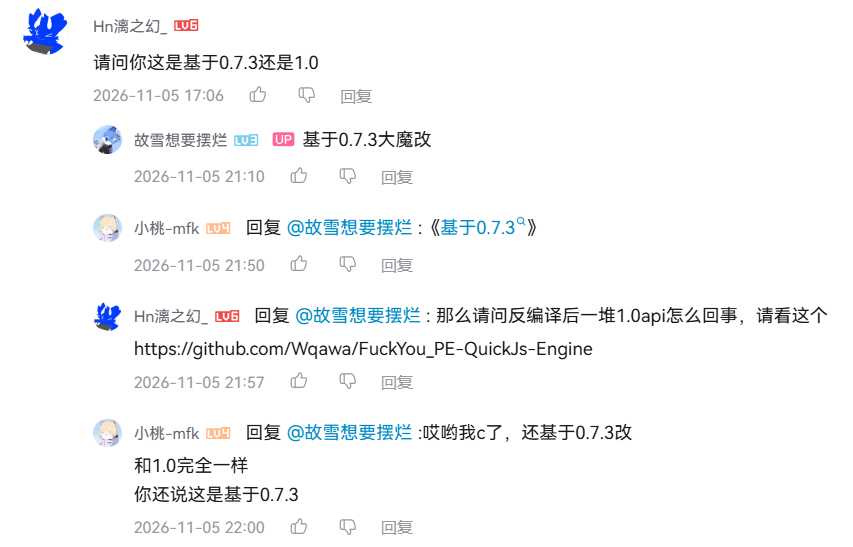 Hn漓之幻_ LV6
请问你这是基于0.7.3还是1.0
2026-11-05 17:06 回复
故雪想要摆烂 LV3 UP 基于0.7.3大魔改
2026-11-05 21:10 回复
小桃-mfk LV4 回复 @故雪想要摆烂 :《基于0.7.3》
2026-11-05 21:50 回复
Hn漓之幻_ LV6 回复 @故雪想要摆烂 : 那么请问反编译后一堆1.0api怎么回事，请看这个
https://github.com/Wqawa/FuckYou_PE-QuickJs-Engine
2026-11-05 21:57 回复
小桃-mfk LV4 回复 @故雪想要摆烂 :哎哟我c了，还基于0.7.3改
和1.0完全一样
你还说这是基于0.7.3
2026-11-05 22:00 回复